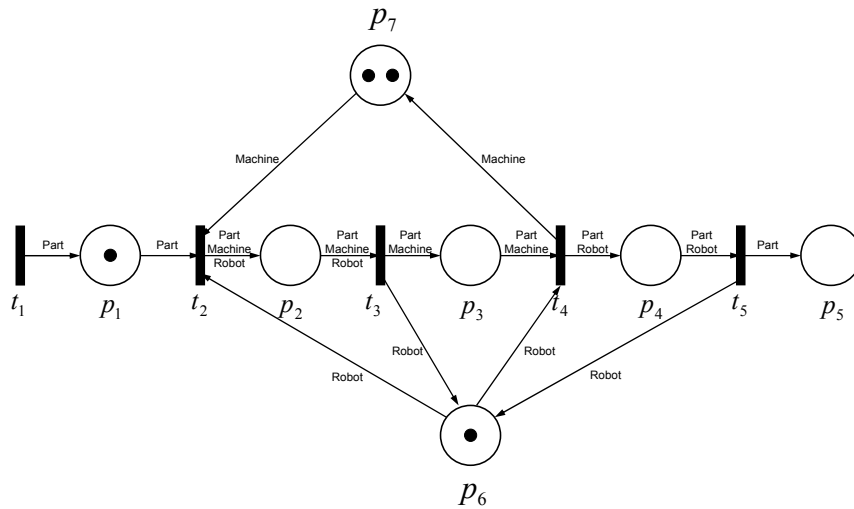 p7
Machine
Machine
Part
Part
Part
Machine
Robot
Part
Machine
Robot
Part
Machine
Part
Machine
Part
Robot
Part
Robot
Part
t1
p1
t2
p2
t3
p3
t4
p4
t5
p5
Robot
Robot
Robot
Robot
p6